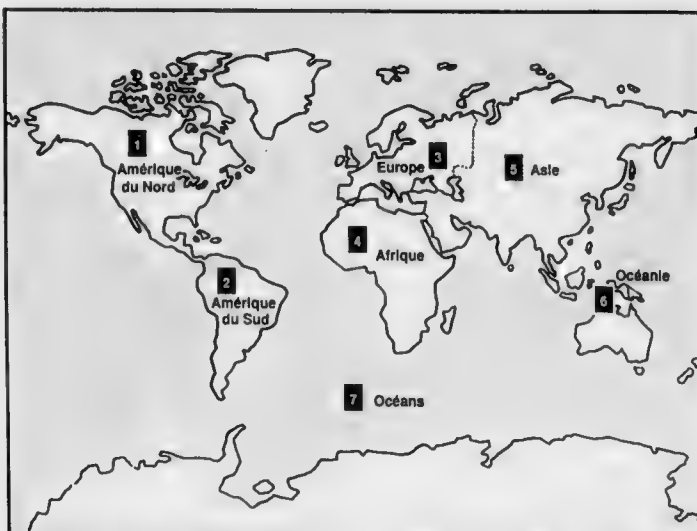 1
Amérique
du Nord
2
Amérique
du Sud
3
Europe
4
Afrique
5 Asie
Océanie
6
7 Océans